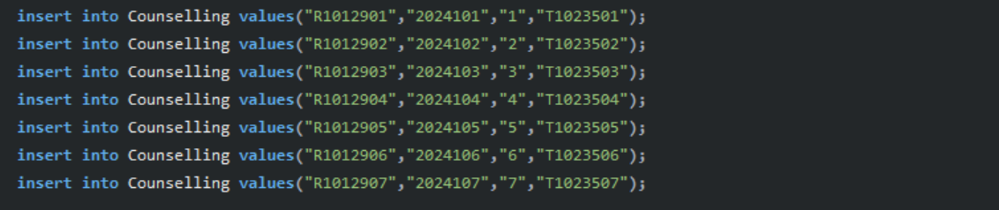 insert into Counselling values("R1012901","2024101","1","T1023501");
insert into Counselling values("R1012902","2024102","2","T1023502");
insert into Counselling values("R1012903","2024103","3","T1023503");
insert into Counselling values("R1012904","2024104","4","T1023504");
insert into Counselling values("R1012905","2024105","5","T1023505");
insert into Counselling values("R1012906","2024106","6","T1023506");
insert into Counselling values("R1012907","2024107","7","T1023507");